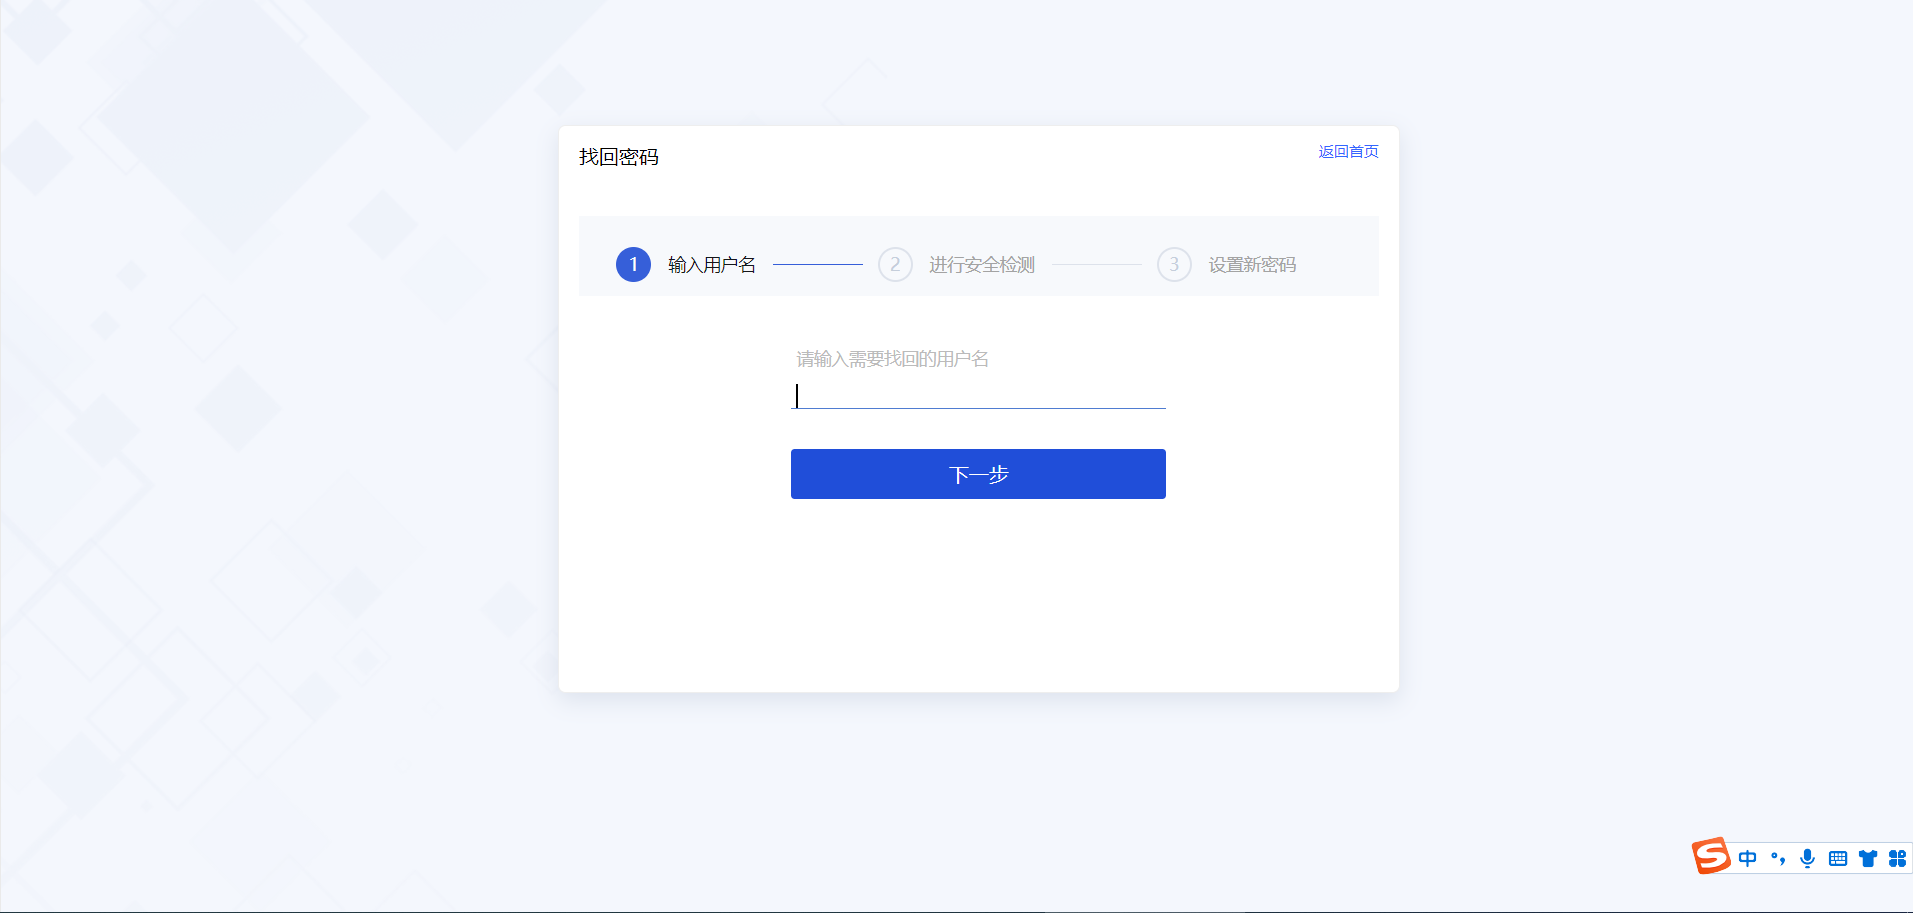 找回密码
返回首页
1 输入用户名
2 进行安全检测
3 设置新密码
请输入需要找回的用户名
下一步
S 中